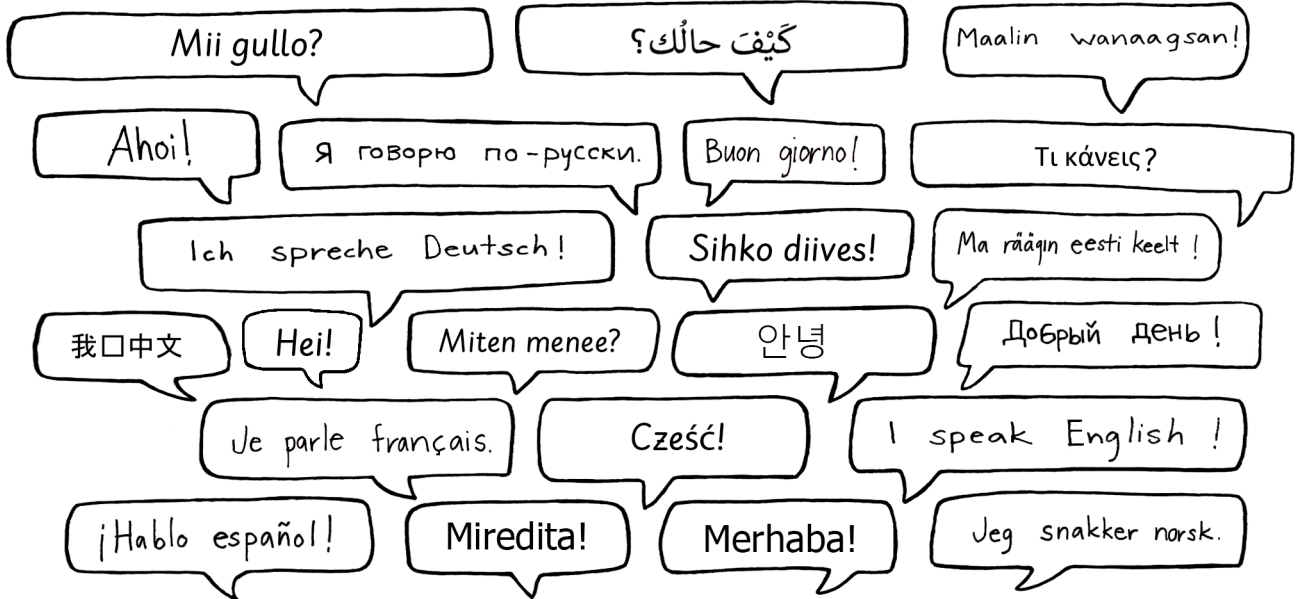 Mii gullo?
كَيْفَ حالُك؟
Maalin wanaagsan!
Ahoi!
Я говорю по-русски.
Buon giorno!
Τι κάνεις?
Ich spreche Deutsch!
Sihko diives!
Ma räägin eesti keelt!
我口中文
Hei!
Miten menee?
안녕
Добрый день!
Je parle français.
Cześć!
I speak English!
¡Hablo español!
Miredita!
Merhaba!
Jeg snakker norsk.